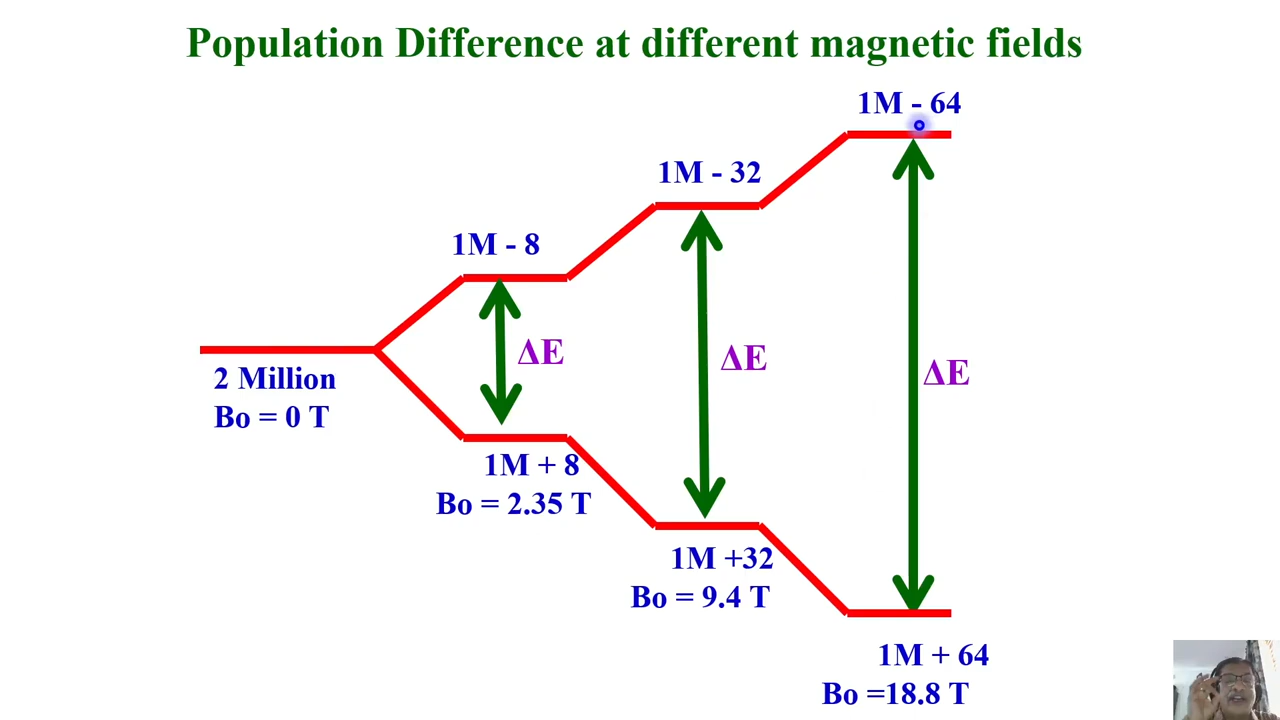 Population Difference at different magnetic fields
1M - 64
1M - 32
1M - 8
ΔE
ΔE
ΔE
2 Million
Bo = 0 T
1M + 8
Bo = 2.35 T
1M +32
Bo = 9.4 T
1M + 64
Bo =18.8 T